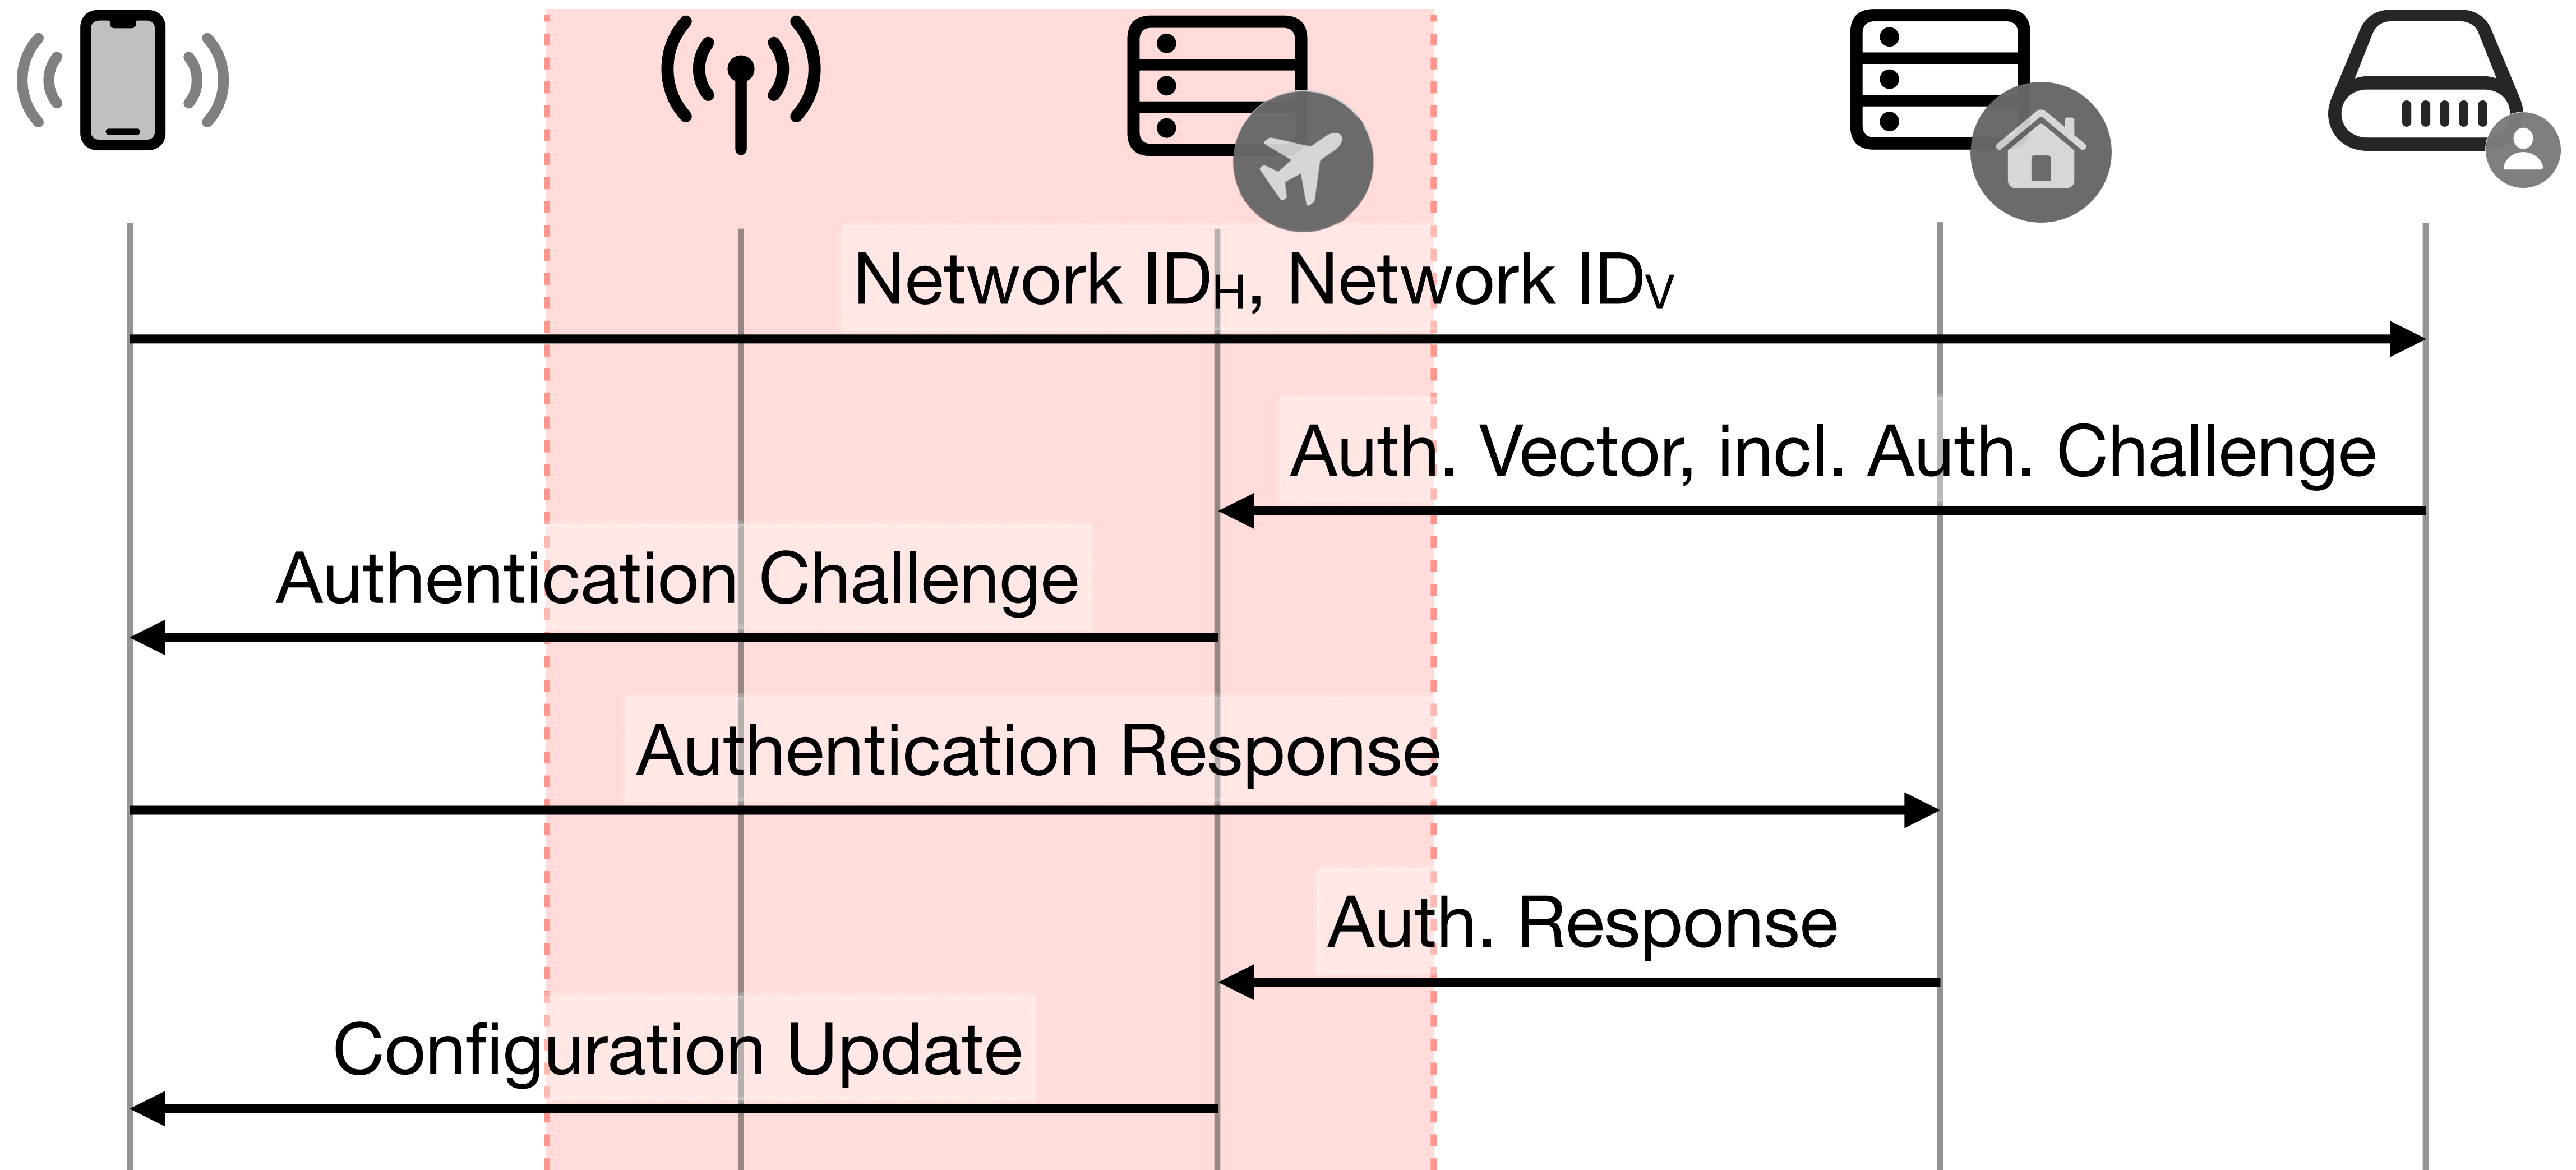 Network IDH, Network IDV
Auth. Vector, incl. Auth. Challenge
Authentication Challenge
Authentication Response
Auth. Response
Configuration Update